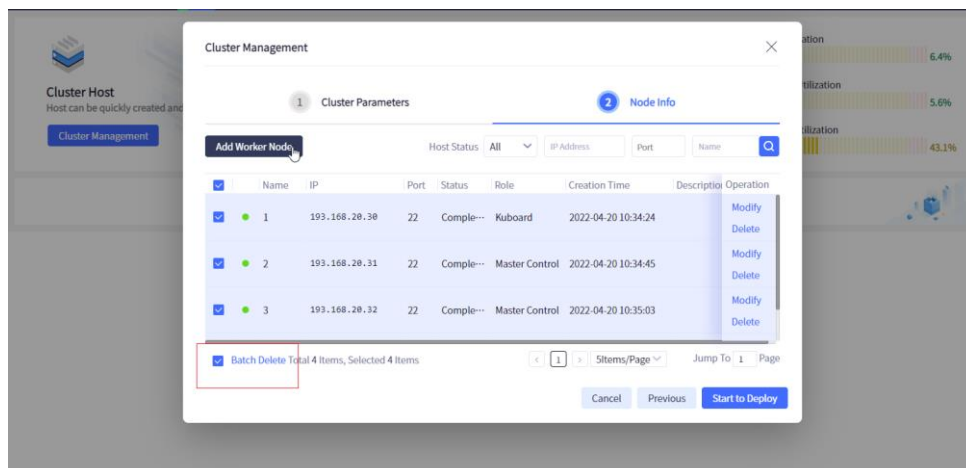 Cluster Management
ation
6.4%
Cluster Host
Host can be quickly created and
tilization
5.6%
1 Cluster Parameters
2 Node Info
Cluster Management
ilization
43.1%
Add Worker Node
Host Status All IP Address Port Name
Name IP Port Status Role Creation Time Description Operation
1 193.168.20.30 22 Comple··· Kuboard 2022-04-20 10:34:24 Modify
Delete
2 193.168.20.31 22 Comple··· Master Control 2022-04-20 10:34:45 Modify
Delete
3 193.168.20.32 22 Comple··· Master Control 2022-04-20 10:35:03 Modify
Delete
Batch Delete Total 4 Items, Selected 4 Items
1 5Items/Page Jump To 1 Page
Cancel Previous Start to Deploy